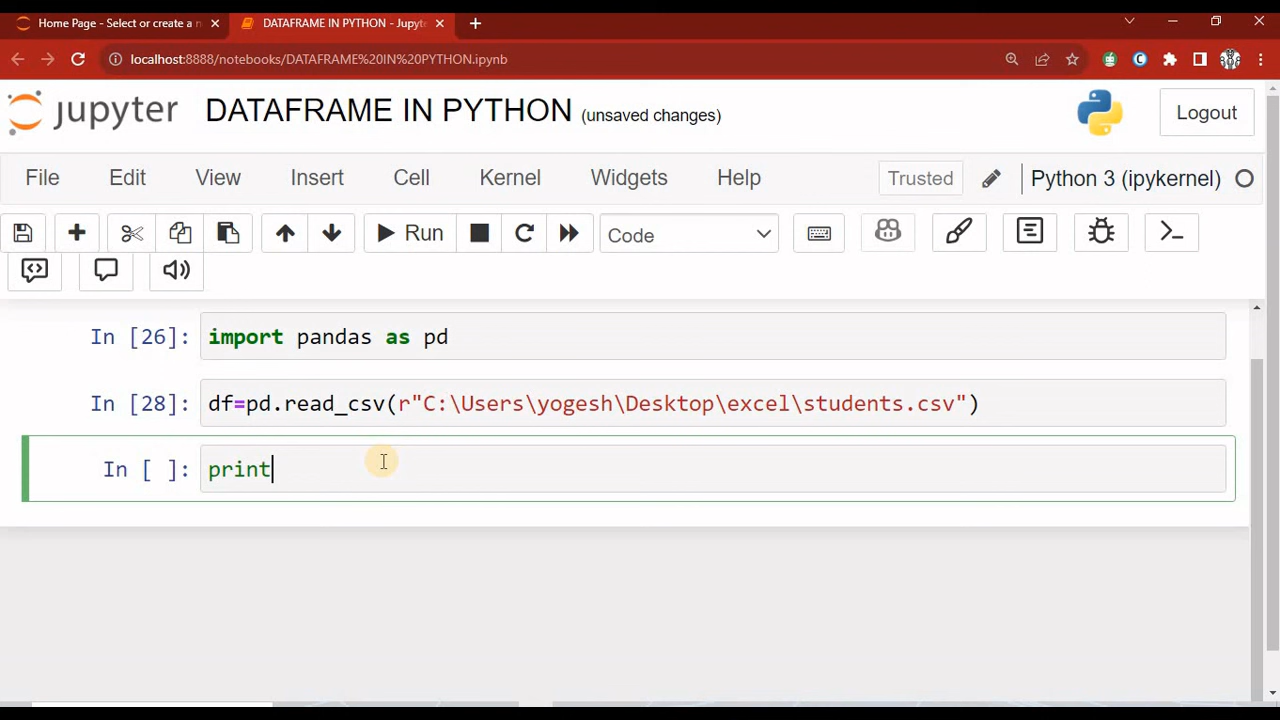 Home Page - Select or create a n
DATAFRAME IN PYTHON - Jupyte
localhost:8888/notebooks/DATAFRAME%20IN%20PYTHON.ipynb
jupyter DATAFRAME IN PYTHON (unsaved changes)
Logout
File Edit View Insert Cell Kernel Widgets Help
Trusted
Python 3 (ipykernel)
Run
Code
In [26]: import pandas as pd
In [28]: df=pd.read_csv(r"C:\Users\yogesh\Desktop\excel\students.csv")
In [ ]: print